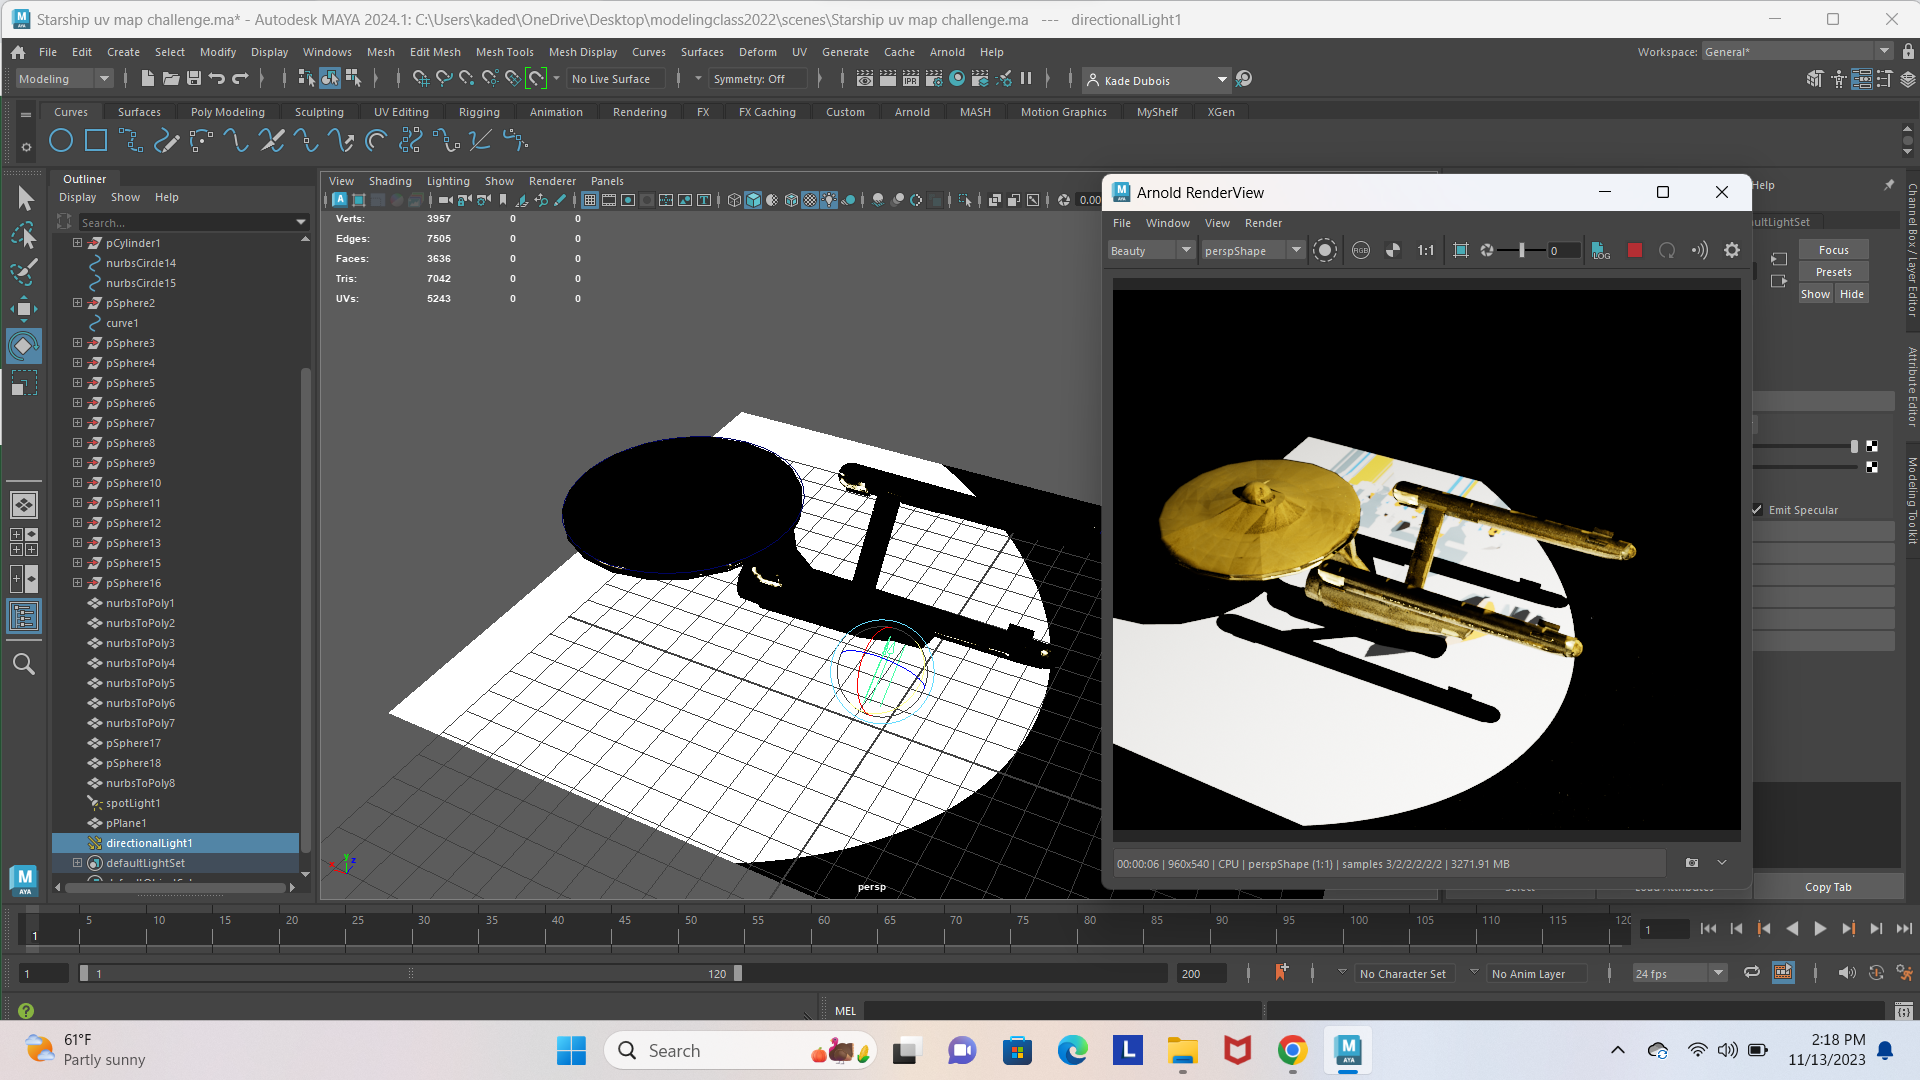 Starship uv map challenge.ma* - Autodesk MAYA 2024.1: C:\Users\kaded\OneDrive\Desktop\modelingclass2022\scenes\Starship uv map challenge.ma --- directionalLight1
File Edit Create Select Modify Display Windows Mesh Edit Mesh Mesh Tools Mesh Display Curves Surfaces Deform UV Generate Cache Arnold Help
Workspace: General*
Modeling
No Live Surface
Symmetry: Off
IPR
Kade Dubois
Curves Surfaces Poly Modeling Sculpting UV Editing Rigging Animation Rendering FX FX Caching Custom Arnold MASH Motion Graphics MyShelf XGen
Outliner
Display Show Help
Search...
pCylinder1
nurbsCircle14
nurbsCircle15
pSphere2
curve1
pSphere3
pSphere4
pSphere5
pSphere6
pSphere7
pSphere8
pSphere9
pSphere10
pSphere11
pSphere12
pSphere13
pSphere15
pSphere16
nurbsToPoly1
nurbsToPoly2
nurbsToPoly3
nurbsToPoly4
nurbsToPoly5
nurbsToPoly6
nurbsToPoly7
pSphere17
pSphere18
nurbsToPoly8
spotLight1
pPlane1
directionalLight1
defaultLightSet
View Shading Lighting Show Renderer Panels
0.00
Verts: 3957 0 0
Edges: 7505 0 0
Faces: 3636 0 0
Tris: 7042 0 0
UVs: 5243 0 0
y
z
persp
Arnold RenderView
File Window View Render
Beauty
perspShape
RGB
1:1
0
LOG
00:00:06 | 960x540 | CPU | perspShape (1:1) | samples 3/2/2/2/2/2 | 3271.91 MB
Help
ultLightSet
Focus
Presets
Show Hide
Emit Specular
Copy Tab
Channel Box / Layer Editor
Attribute Editor
Modeling Toolkit
5 10 15 20 25 30 35 40 45 50 55 60 65 70 75 80 85 90 95 100 105 110 115 120
1
1
1
1
120
200
No Character Set
No Anim Layer
24 fps
MEL
M
AYA
61°F
Partly sunny
Search
L
M
AYA
2:18 PM
11/13/2023